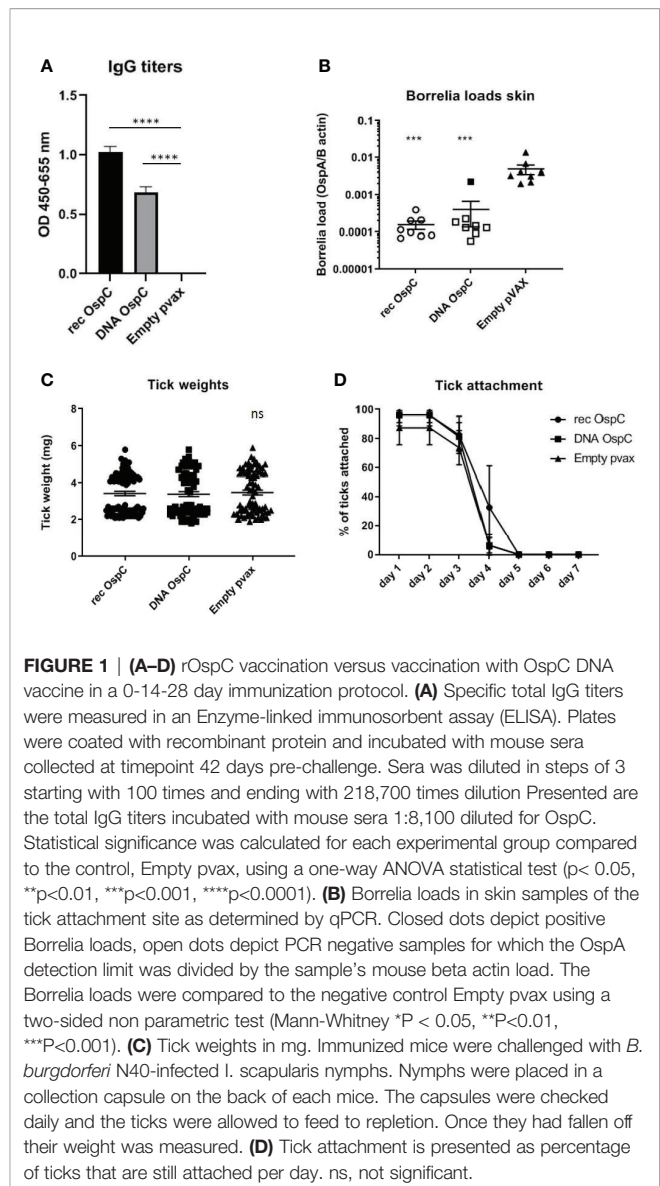 A
IgG titers
OD 450-655 nm
1.5
1.0
0.5
0.0
****
****
rec OspC
DNA OspC
Empty pvax
B
Borrelia loads skin
Borrelia load (OspA/B actin)
0.1
0.01
0.001
0.0001
0.00001
***
***
rec OspC
DNA OspC
Empty pVAX
C
Tick weights
Tick weight (mg)
8
6
4
2
0
ns
rec OspC
DNA OspC
Empty pvax
D
Tick attachment
% of ticks attached
100
80
60
40
20
0
day 1
day 2
day 3
day 4
day 5
day 6
day 7
rec OspC
DNA OspC
Empty pvax
FIGURE 1 | (A–D) rOspC vaccination versus vaccination with OspC DNA
vaccine in a 0-14-28 day immunization protocol. (A) Specific total IgG titers
were measured in an Enzyme-linked immunosorbent assay (ELISA). Plates
were coated with recombinant protein and incubated with mouse sera
collected at timepoint 42 days pre-challenge. Sera was diluted in steps of 3
starting with 100 times and ending with 218,700 times dilution Presented are
the total IgG titers incubated with mouse sera 1:8,100 diluted for OspC.
Statistical significance was calculated for each experimental group compared
to the control, Empty pvax, using a one-way ANOVA statistical test (p< 0.05,
**p<0.01, ***p<0.001, ****p<0.0001). (B) Borrelia loads in skin samples of the
tick attachment site as determined by qPCR. Closed dots depict positive
Borrelia loads, open dots depict PCR negative samples for which the OspA
detection limit was divided by the sample's mouse beta actin load. The
Borrelia loads were compared to the negative control Empty pvax using a
two-sided non parametric test (Mann-Whitney *P < 0.05, **P<0.01,
***P<0.001). (C) Tick weights in mg. Immunized mice were challenged with B.
burgdorferi N40-infected I. scapularis nymphs. Nymphs were placed in a
collection capsule on the back of each mice. The capsules were checked
daily and the ticks were allowed to feed to repletion. Once they had fallen off
their weight was measured. (D) Tick attachment is presented as percentage
of ticks that are still attached per day. ns, not significant.